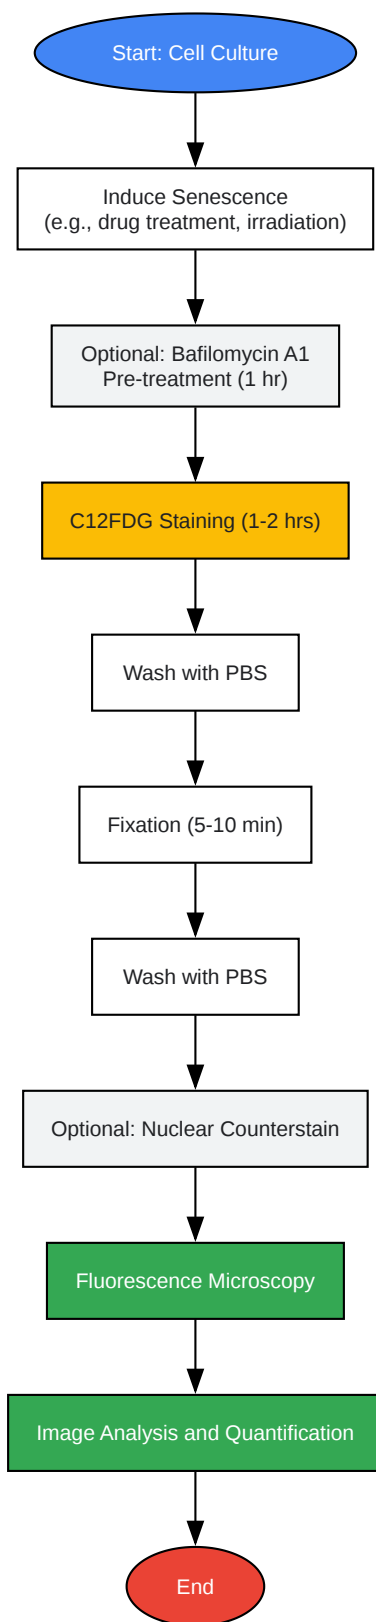 Start: Cell Culture
Induce Senescence
(e.g., drug treatment, irradiation)
Optional: Bafilomycin A1
Pre-treatment (1 hr)
C12FDG Staining (1-2 hrs)
Wash with PBS
Fixation (5-10 min)
Wash with PBS
Optional: Nuclear Counterstain
Fluorescence Microscopy
Image Analysis and Quantification
End